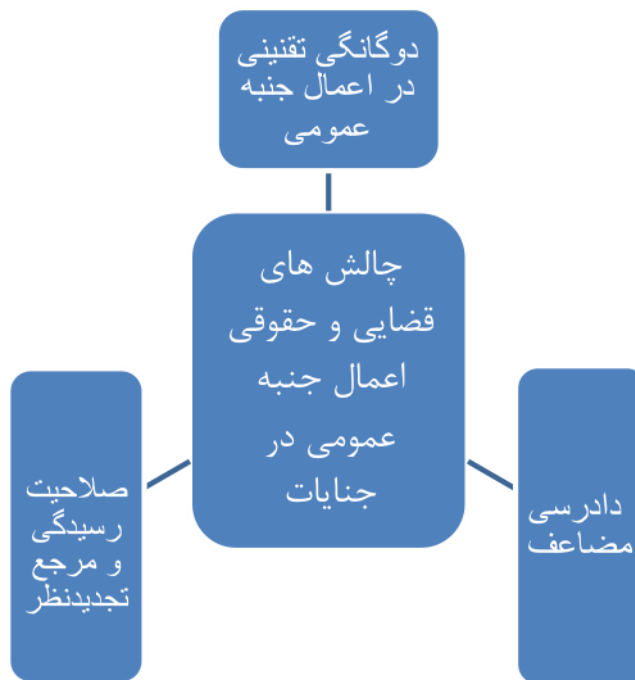 دوگانگی تقنینی
در اعمال جنبه
عمومی
چالش های
قضایی و حقوقی
اعمال جنبه
عمومی در
جنایات
دادرسی
مضاعف
صلاحیت
رسیدگی
و مرجع
تجدیدنظر